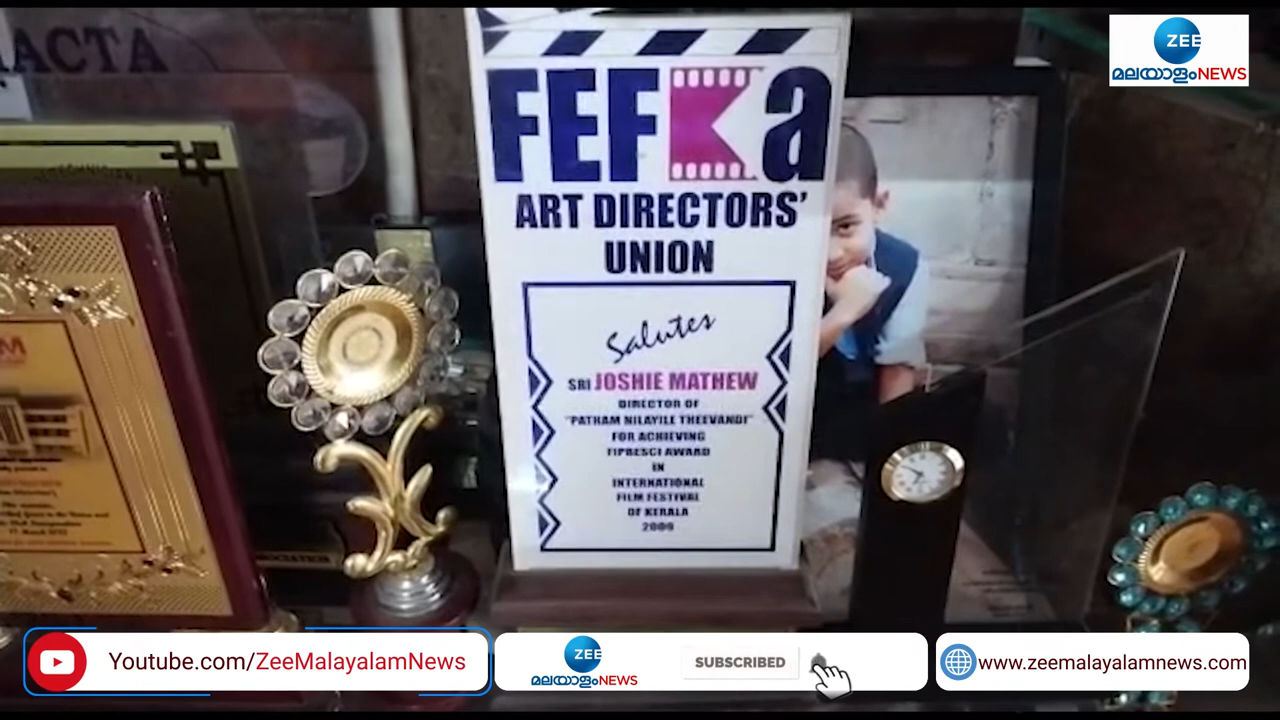 ACTA
ZEE
മലയാളംNEWS
FEFKa
ART DIRECTORS’
UNION
Salutes
SRI JOSHIE MATHEW
DIRECTOR OF
"PATHAM NILAYILE THEEVANDI"
FOR ACHIEVING
FIPRESCI AWARD
IN
INTERNATIONAL
FILM FESTIVAL
OF KERALA
2009
Youtube.com/ZeeMalayalamNews
ZEE
മലയാളംNEWS
SUBSCRIBED
www.zeemalayalamnews.com